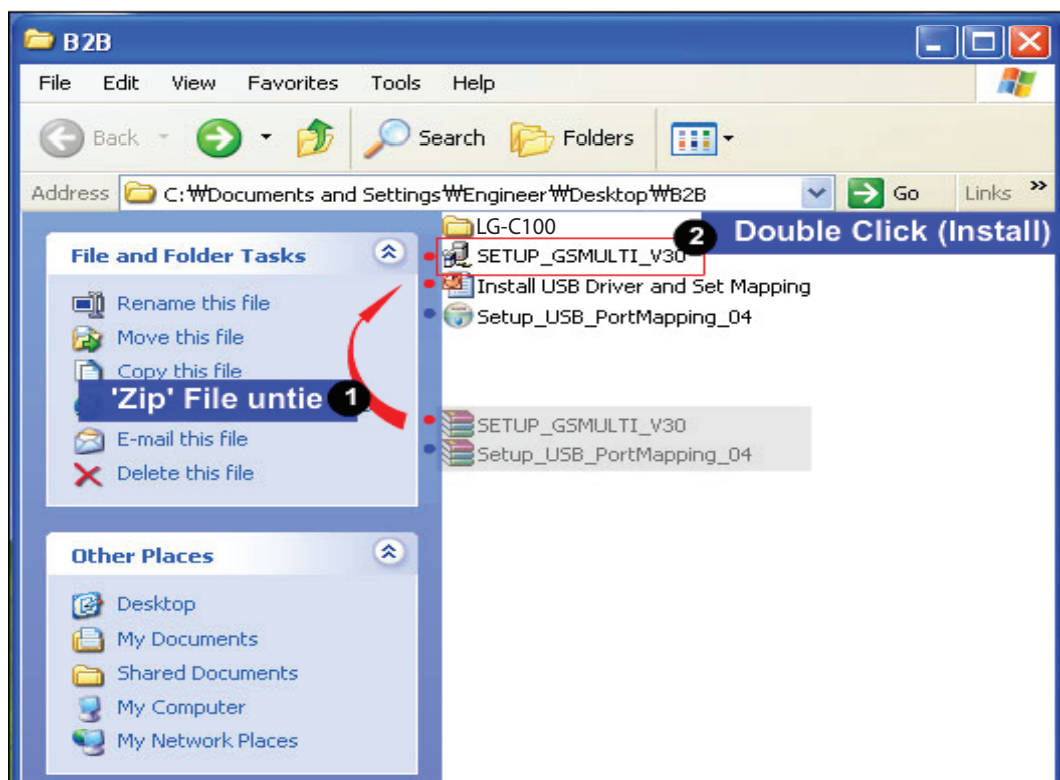 B2B
File Edit View Favorites Tools Help
Back Search Folders
Address C:₩Documents and Settings₩Engineer₩Desktop₩B2B Go Links »
File and Folder Tasks
Rename this file
Move this file
Copy this file
'Zip' File untie 1
E-mail this file
Delete this file
Other Places
Desktop
My Documents
Shared Documents
My Computer
My Network Places
LG-C100
2 Double Click (Install)
SETUP_GSMULTI_V30
Install USB Driver and Set Mapping
Setup_USB_PortMapping_04
SETUP_GSMULTI_V30
Setup_USB_PortMapping_04